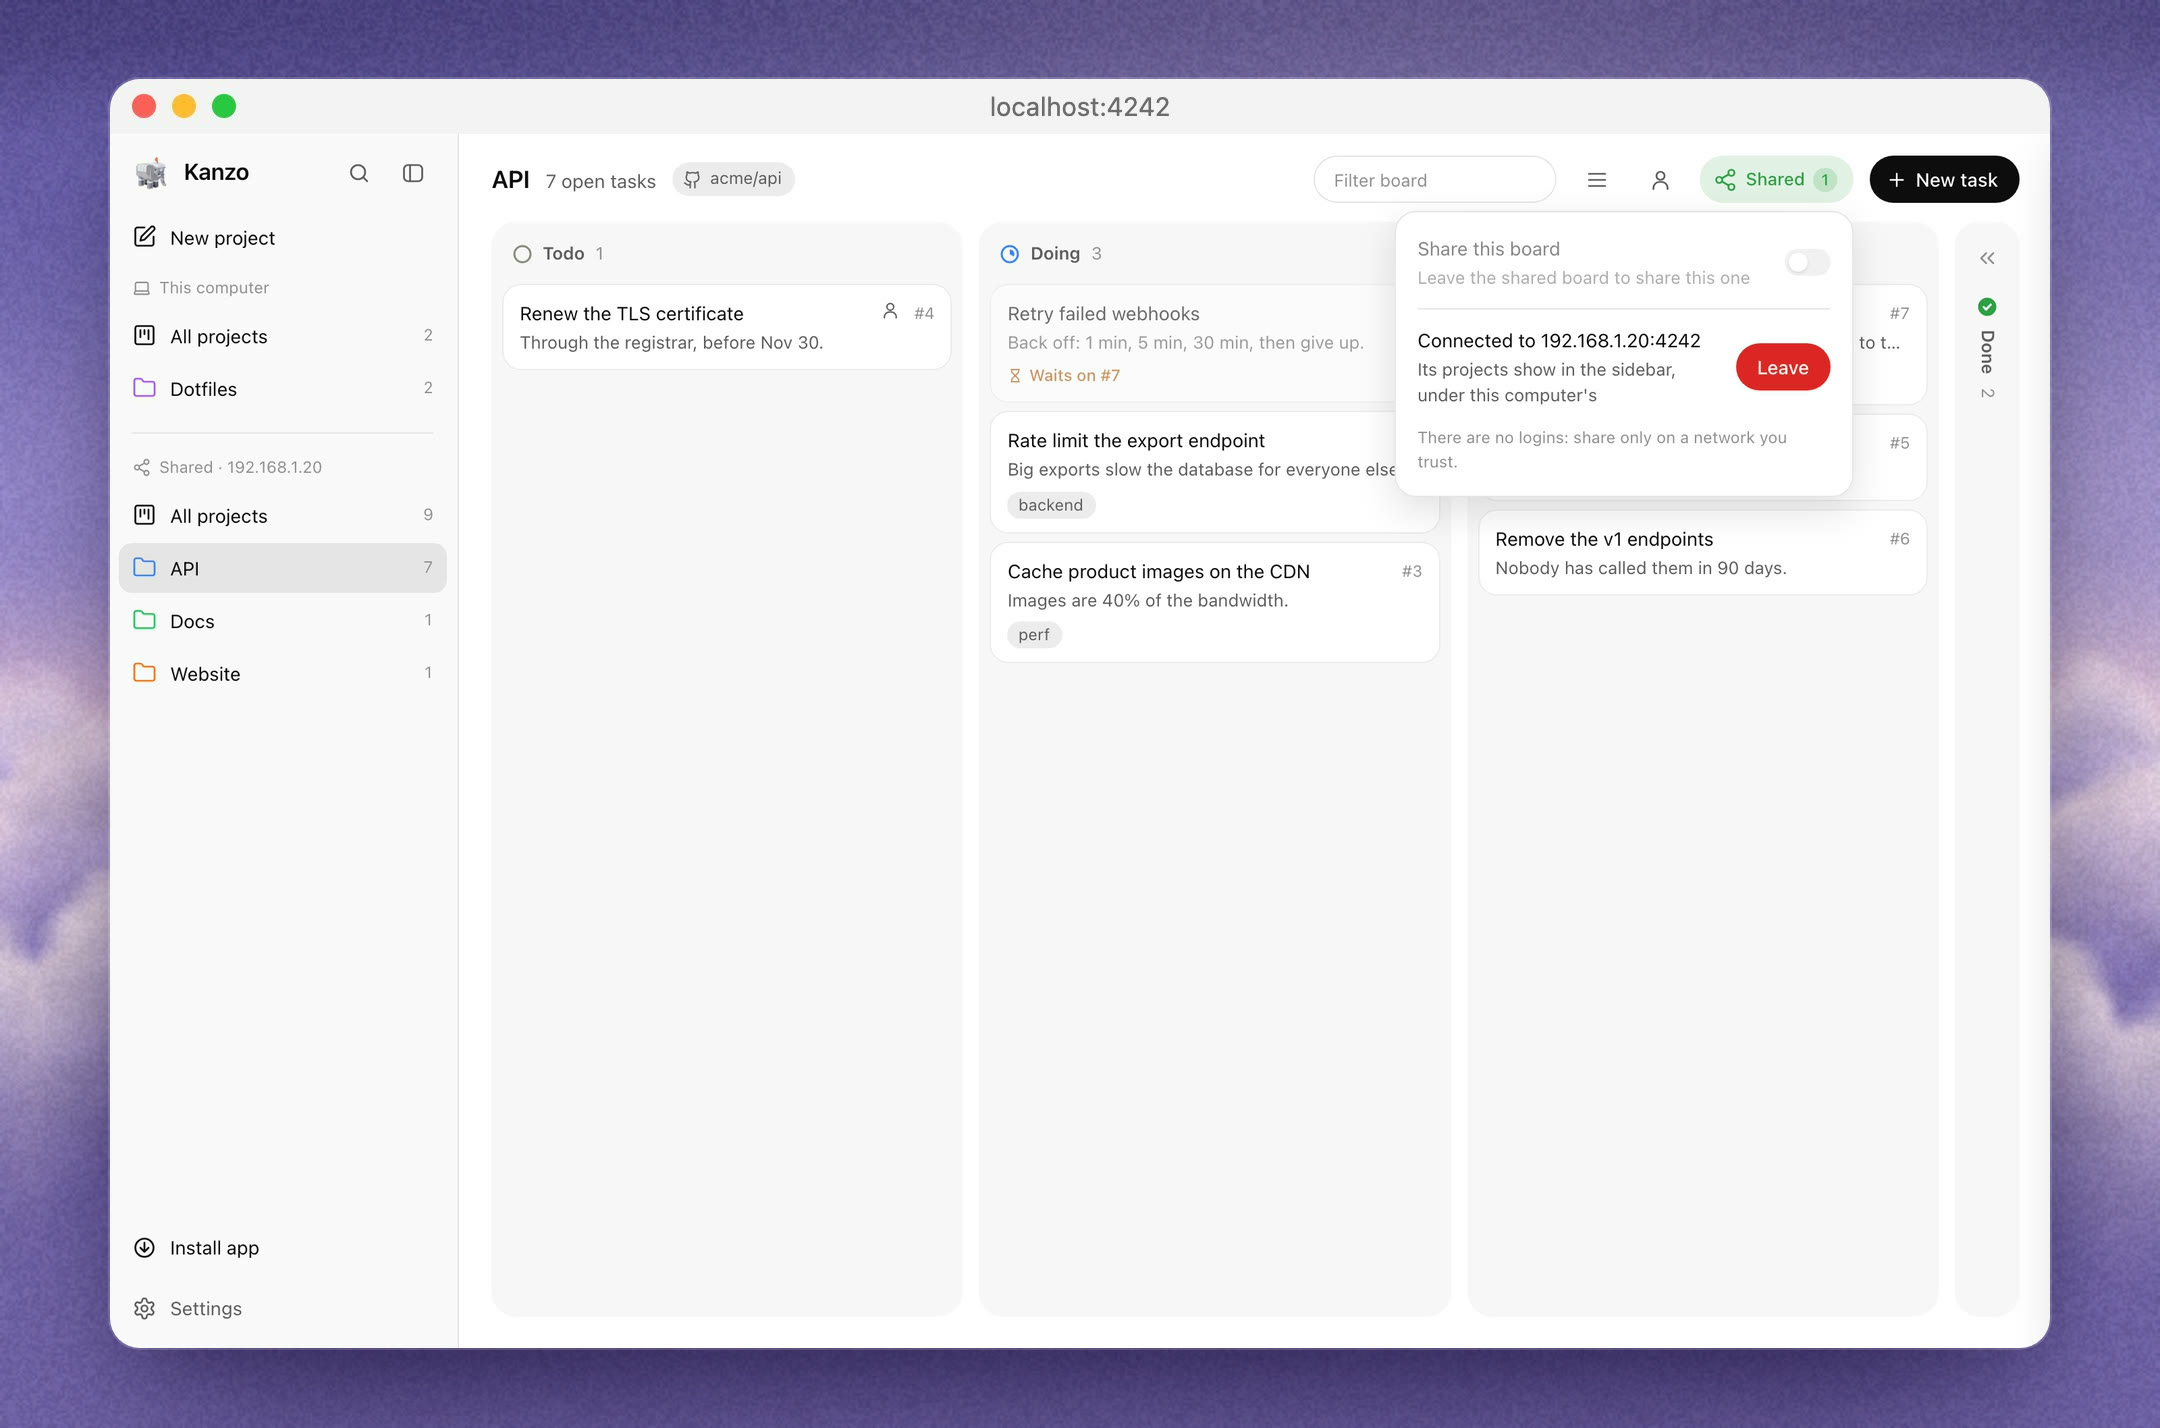 localhost:4242
Kanzo
New project
This computer
All projects 2
Dotfiles 2
Shared · 192.168.1.20
All projects 9
API 7
Docs 1
Website 1
Install app
Settings
API 7 open tasks acme/api
Filter board
Shared 1
New task
Todo 1
Renew the TLS certificate #4
Through the registrar, before Nov 30.
Doing 3
Retry failed webhooks
Back off: 1 min, 5 min, 30 min, then give up.
Waits on #7
Rate limit the export endpoint
Big exports slow the database for everyone else
backend
Cache product images on the CDN #3
Images are 40% of the bandwidth.
perf
Share this board
Leave the shared board to share this one
Connected to 192.168.1.20:4242
Its projects show in the sidebar,
under this computer's
Leave
There are no logins: share only on a network you
trust.
#7
to t...
#5
Remove the v1 endpoints #6
Nobody has called them in 90 days.
Done 2